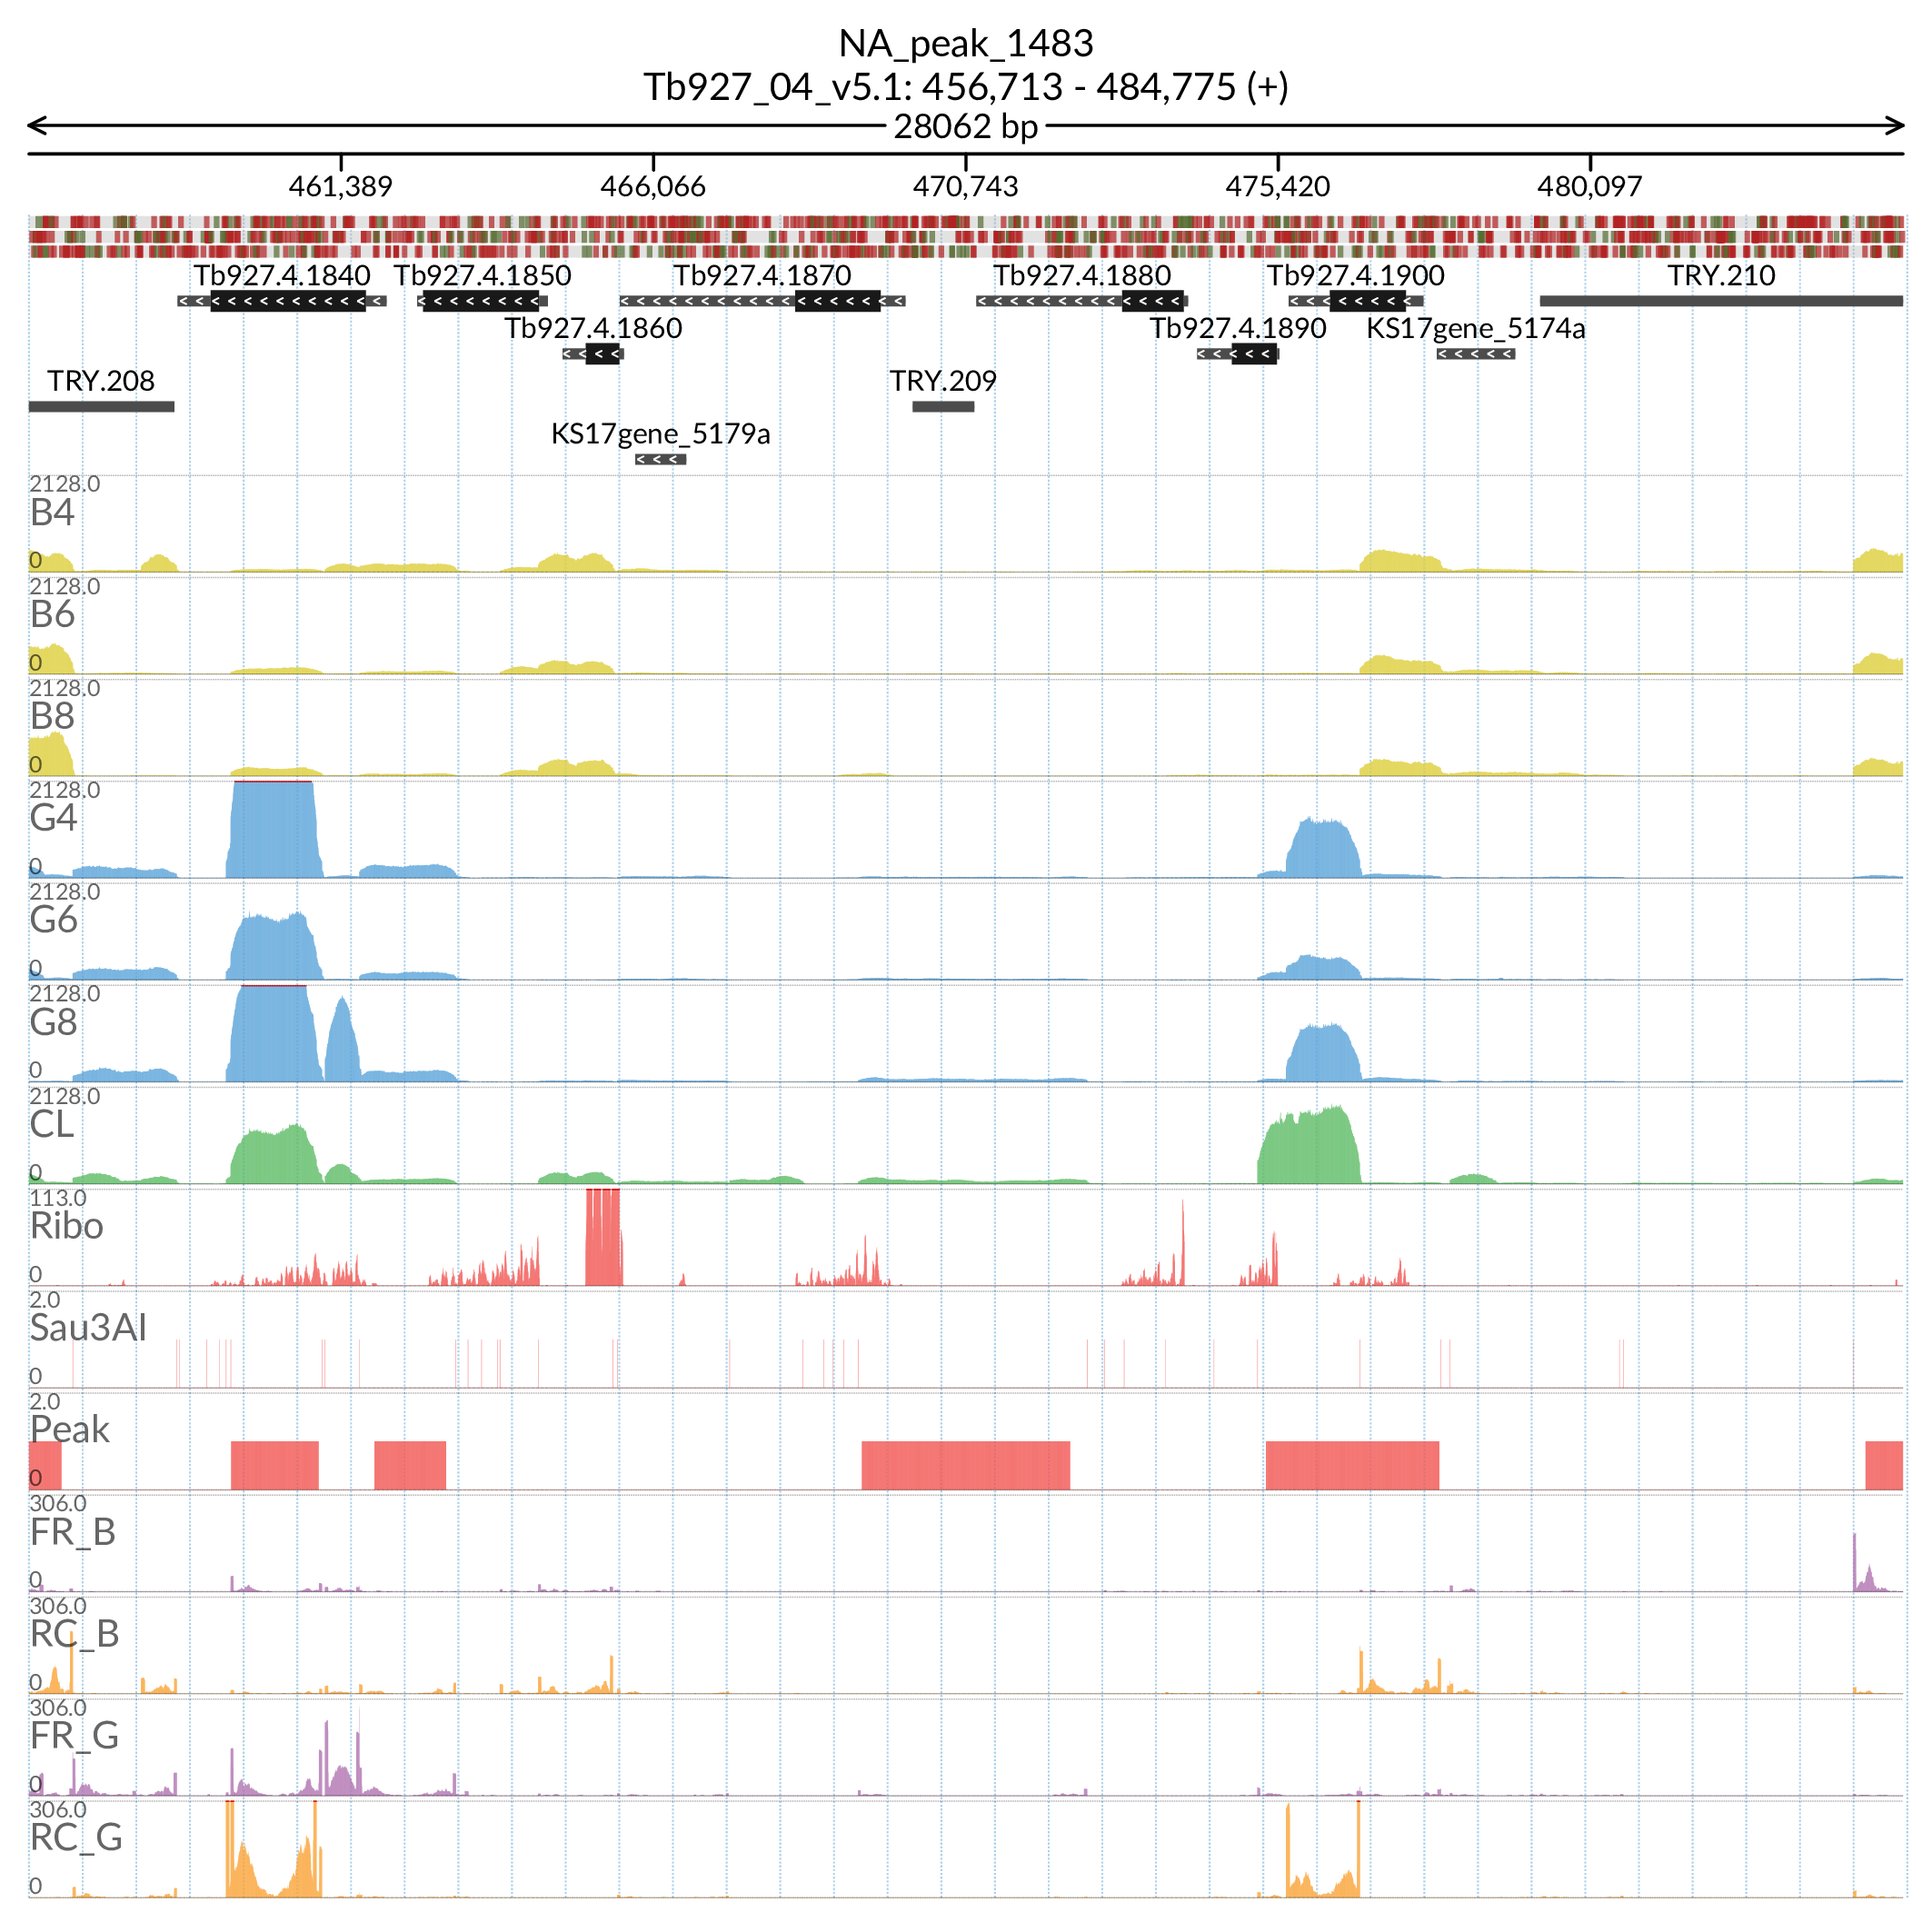 NA_peak_1483
Tb927_04_v5.1: 456,713 - 484,775 (+)
28062 bp
461,389 466,066 470,743 475,420 480,097
Tb927.4.1840 Tb927.4.1850 Tb927.4.1870 Tb927.4.1880 Tb927.4.1900 TRY.210
Tb927.4.1860 Tb927.4.1890 KS17gene_5174a
TRY.208 TRY.209
KS17gene_5179a
2128.0
B4
0
2128.0
B6
0
2128.0
B8
0
2128.0
G4
0
2128.0
G6
0
2128.0
G8
0
2128.0
CL
0
113.0
Ribo
0
2.0
Sau3AI
0
2.0
Peak
0
306.0
FR_B
0
306.0
RC_B
0
306.0
FR_G
0
306.0
RC_G
0